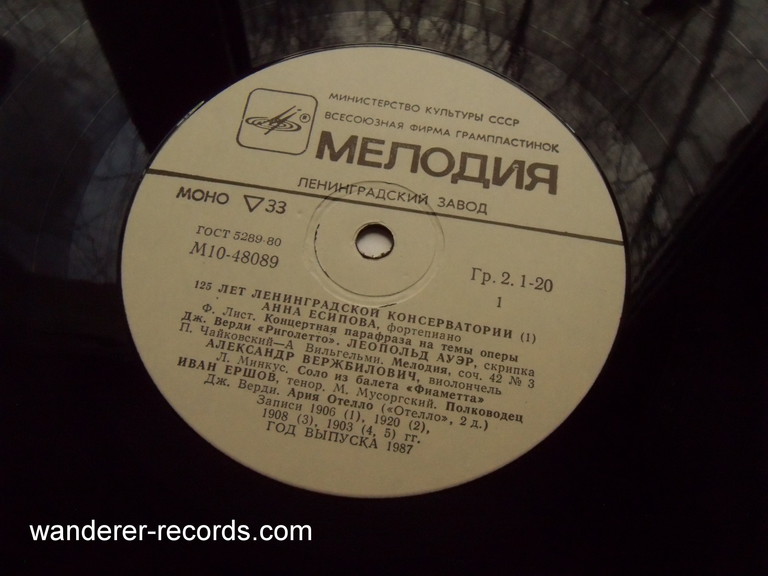 МИНИСТЕРСТВО КУЛЬТУРЫ СССР
ВСЕСОЮЗНАЯ ФИРМА ГРАМПЛАСТИНОК
®
МЕЛОДИЯ
ЛЕНИНГРАДСКИЙ ЗАВОД
МОНО ▽ 33
ГОСТ 5289-80
М10-48089
Гр. 2. 1-20
1
125 ЛЕТ ЛЕНИНГРАДСКОЙ КОНСЕРВАТОРИИ (1)
АННА ЕСИПОВА, фортепиано
Ф. Лист. Концертная парафраза на темы оперы
Дж. Верди «Риголетто». ЛЕОПОЛЬД АУЭР, скрипка
П. Чайковский—А. Вильгельми. Мелодия, соч. 42 № 3
АЛЕКСАНДР ВЕРЖБИЛОВИЧ, виолончель
Л. Минкус. Соло из балета «Фиаметта»
ИВАН ЕРШОВ, тенор. М. Мусоргский. Полководец
Дж. Верди. Ария Отелло («Отелло», 2 д.)
Записи 1906 (1), 1920 (2),
1908 (3), 1903 (4, 5) гг.
ГОД ВЫПУСКА 1987
wanderer-records.com